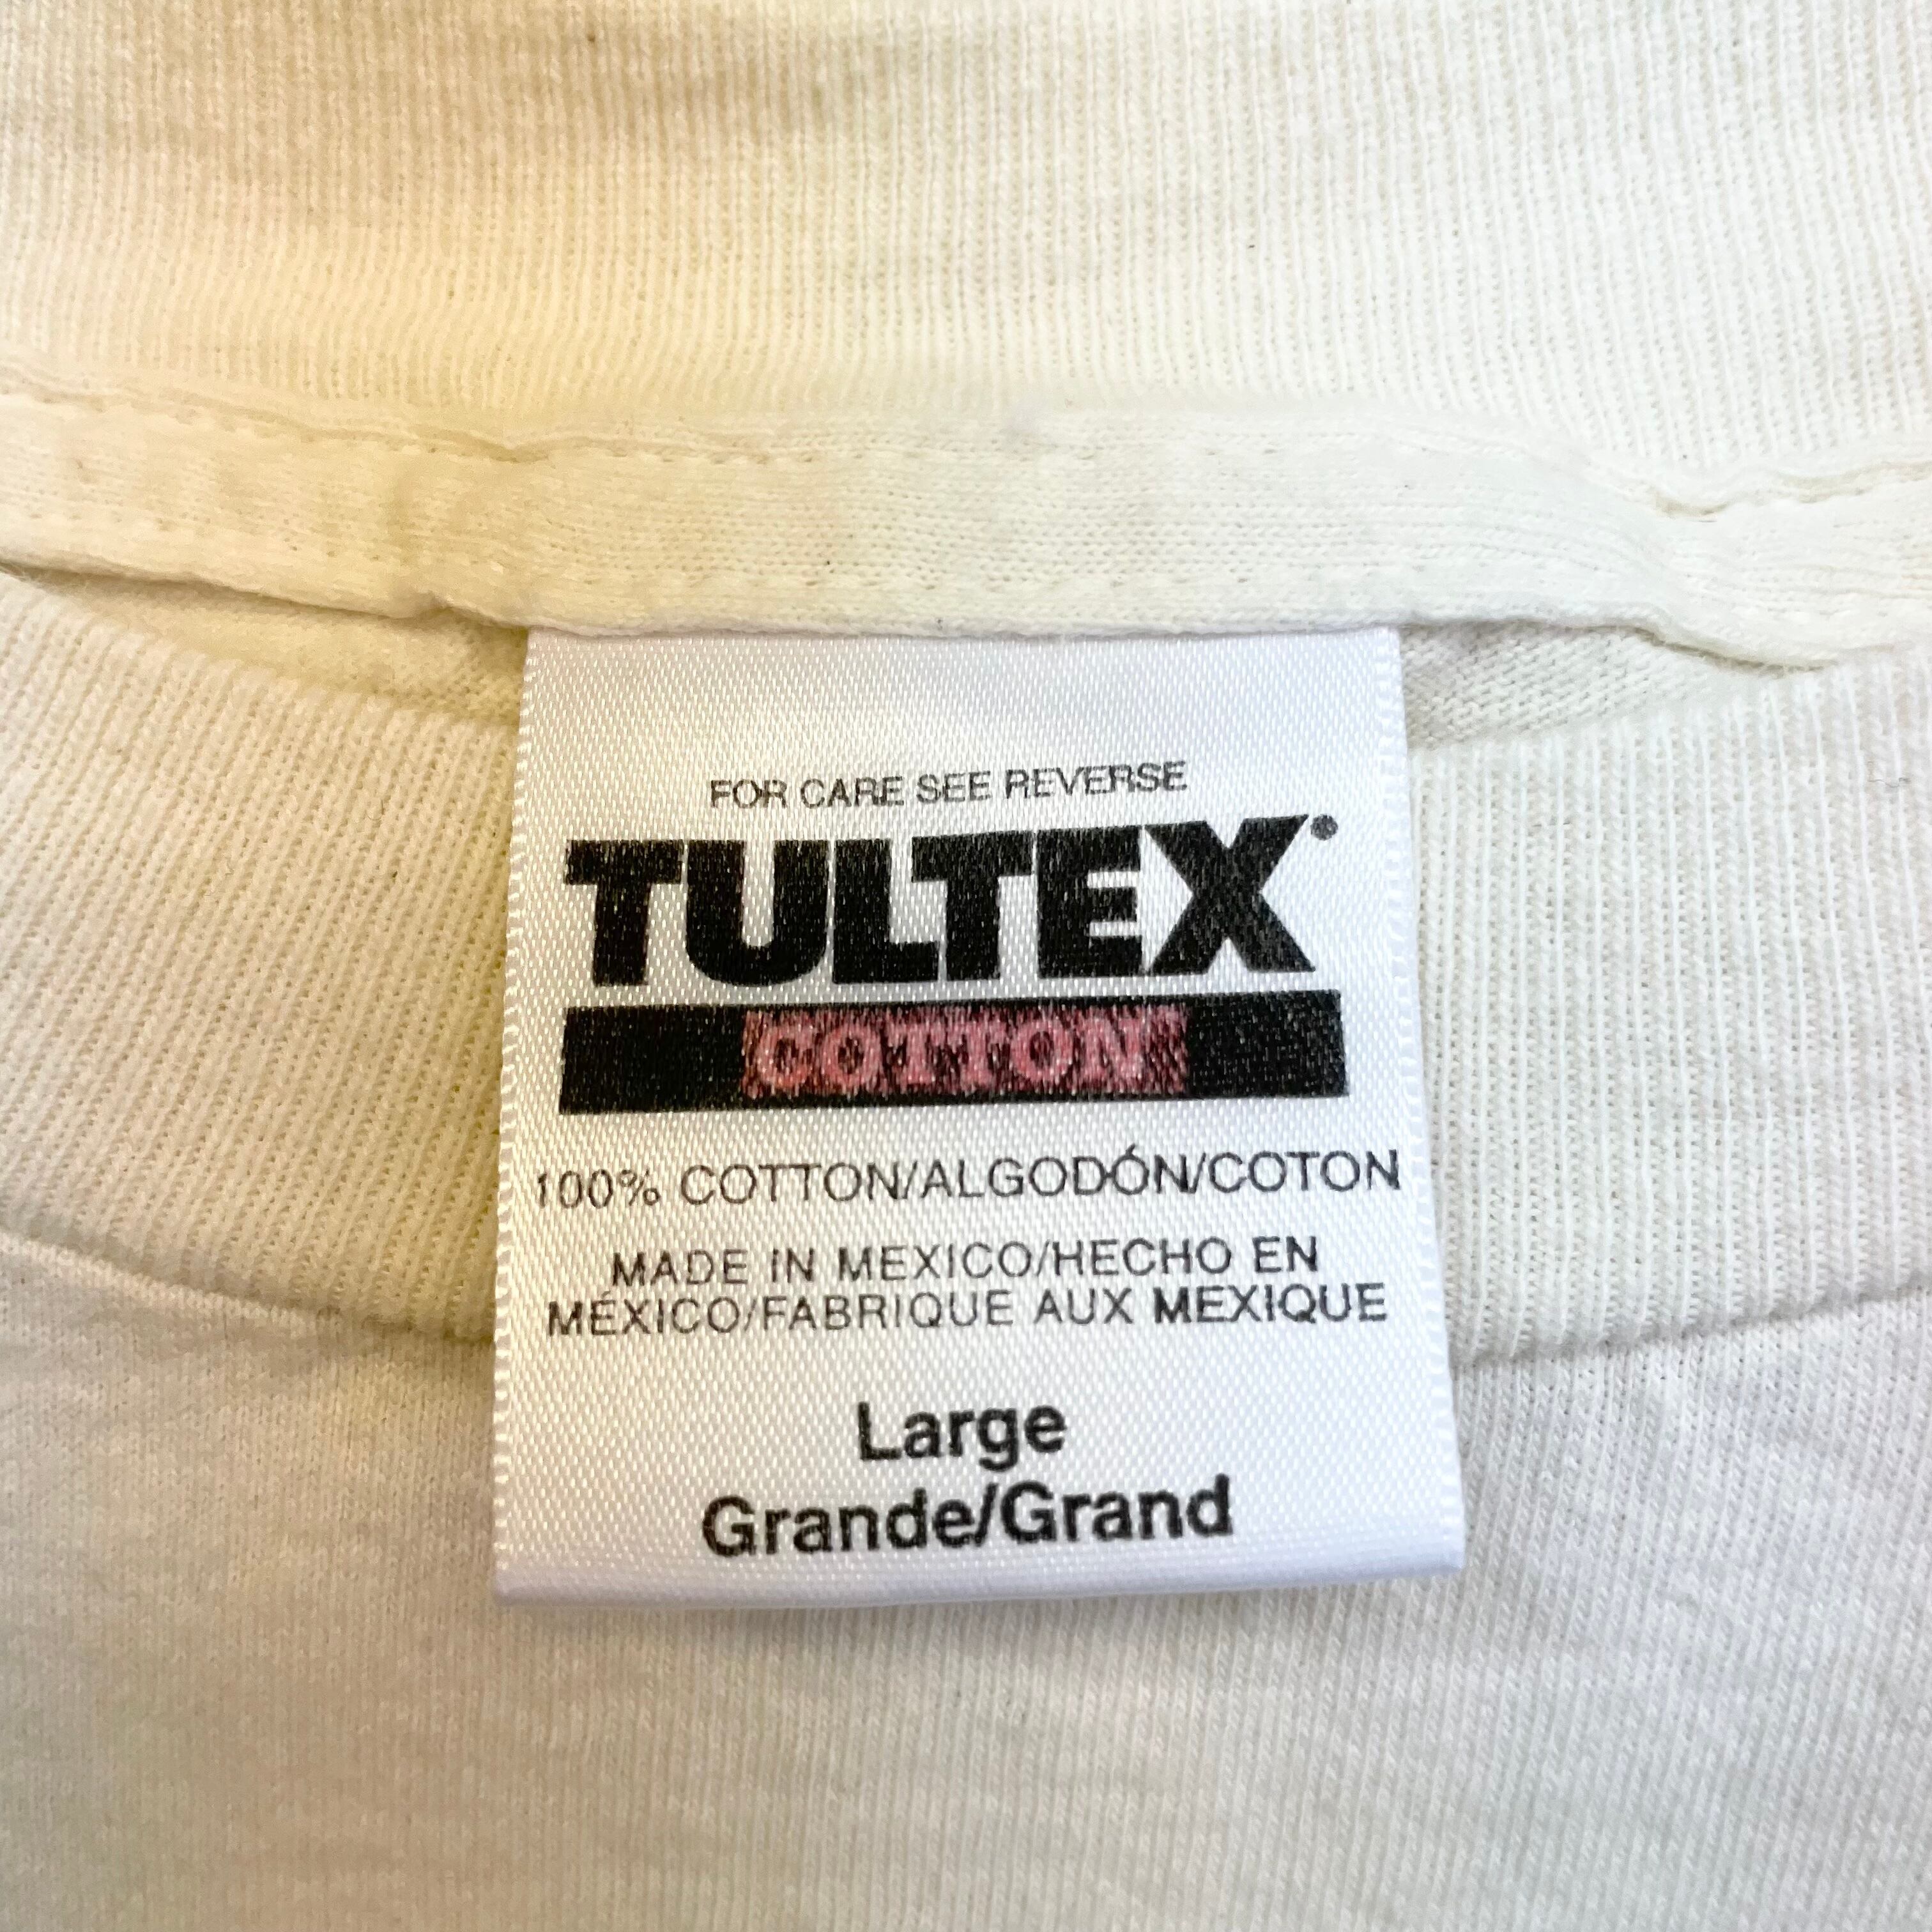 FOR CARE SEE REVERSE
TULTEX
COTTON
100% COTTON/ALGODÓN/COTON
MADE IN MEXICO/HECHO EN
MÉXICO/FABRIQUE AUX MEXIQUE
Large
Grande/Grand